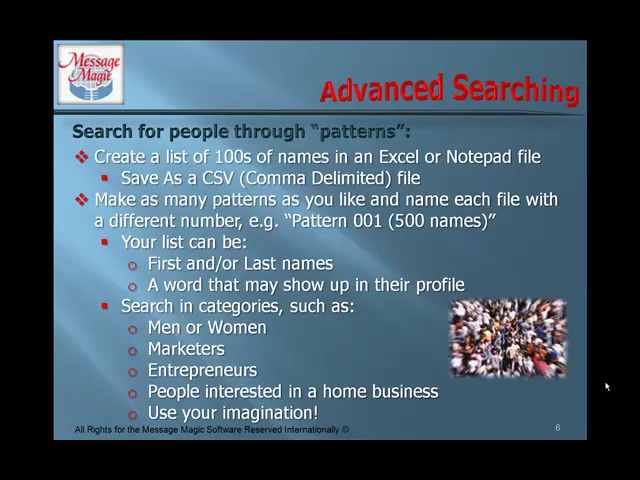 Message
Magic
Advanced Searching
Search for people through “patterns”:
Create a list of 100s of names in an Excel or Notepad file
Save As a CSV (Comma Delimited) file
Make as many patterns as you like and name each file with
a different number, e.g. “Pattern 001 (500 names)”
Your list can be:
First and/or Last names
A word that may show up in their profile
Search in categories, such as:
Men or Women
Marketers
Entrepreneurs
People interested in a home business
Use your imagination!
All Rights for the Message Magic Software Reserved Internationally ©
6